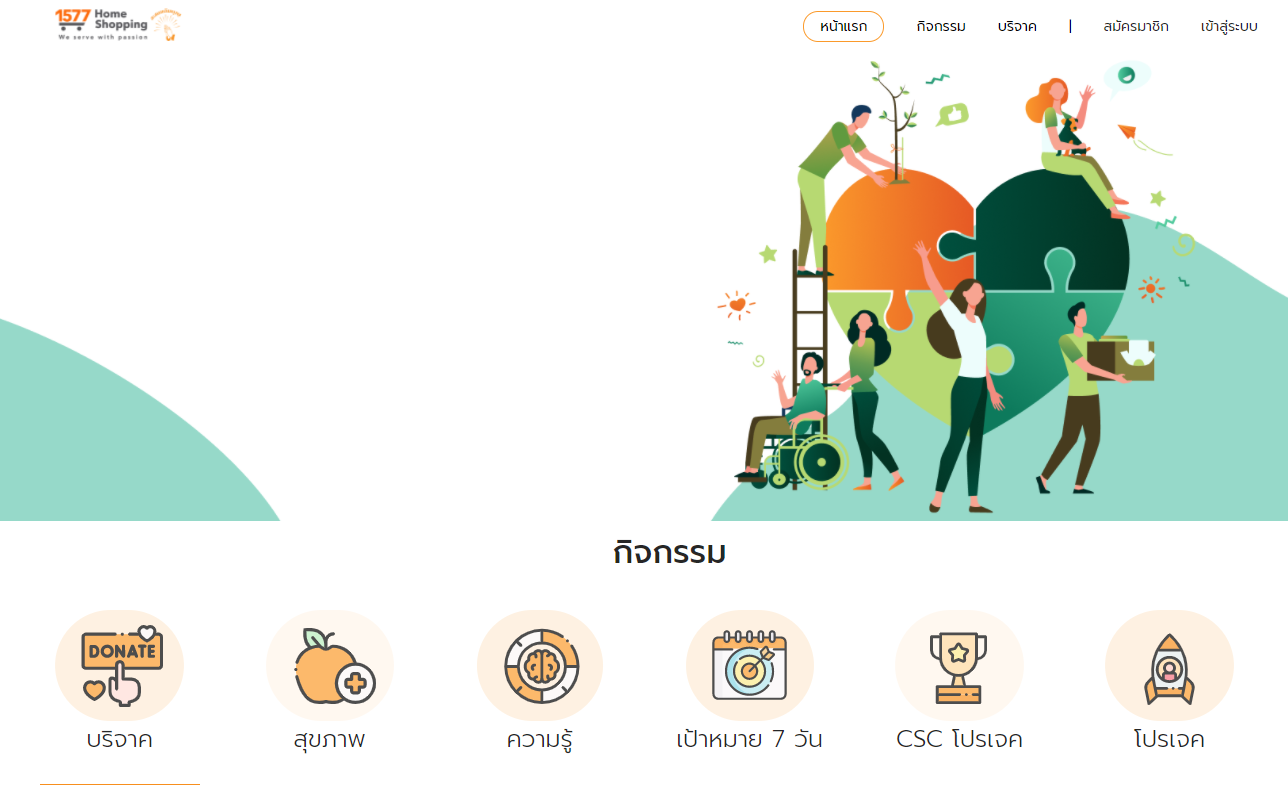 1577 Home Shopping
We serve with passion
หน้าแรก
กิจกรรม
บริจาค
|
สมัครมาชิก
เข้าสู่ระบบ
กิจกรรม
DONATE
บริจาค
สุขภาพ
ความรู้
เป้าหมาย 7 วัน
CSC โปรเจค
โปรเจค